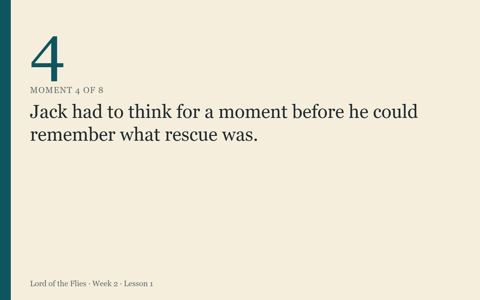 4
MOMENT 4 OF 8
Jack had to think for a moment before he could
remember what rescue was.
Lord of the Flies · Week 2 · Lesson 1